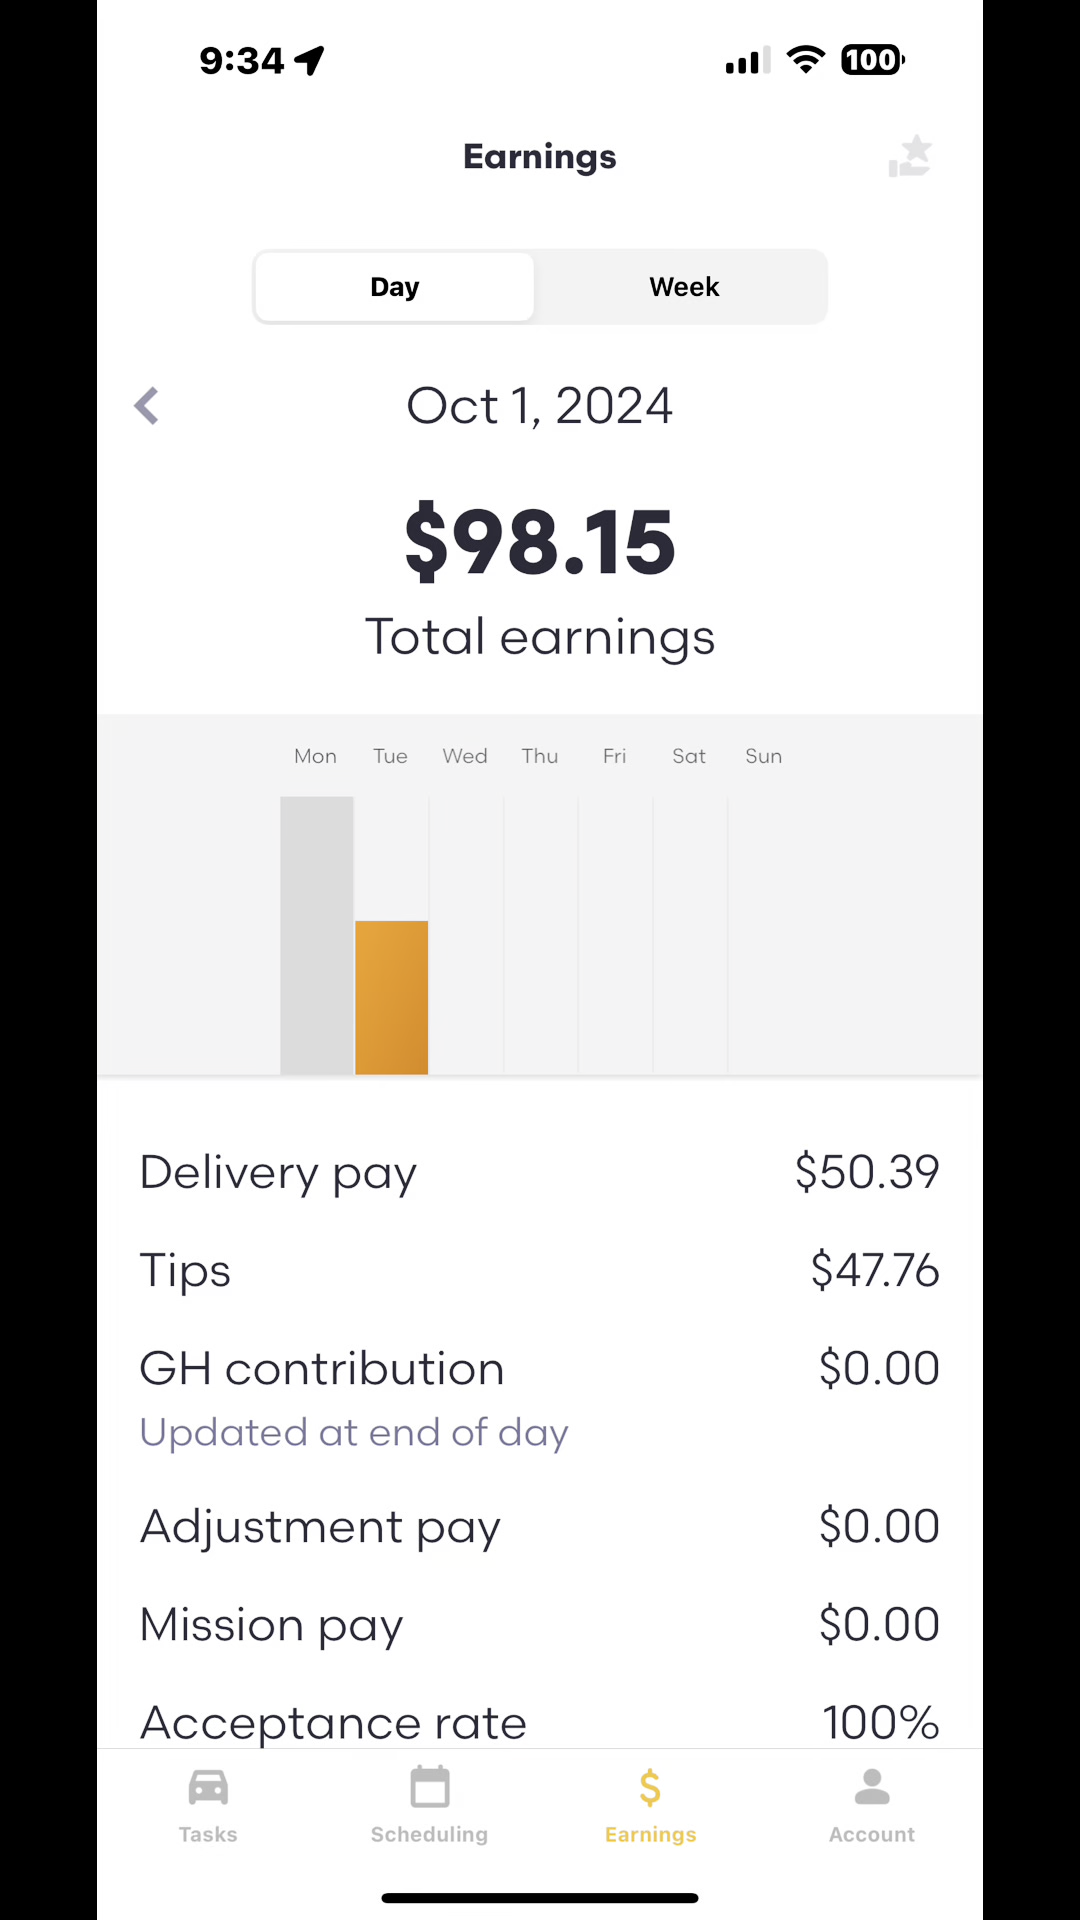 9:34
100
Earnings
Day Week
Oct 1, 2024
$98.15
Total earnings
Mon Tue Wed Thu Fri Sat Sun
Delivery pay $50.39
Tips $47.76
GH contribution $0.00
Updated at end of day
Adjustment pay $0.00
Mission pay $0.00
Acceptance rate 100%
Tasks Scheduling Earnings Account